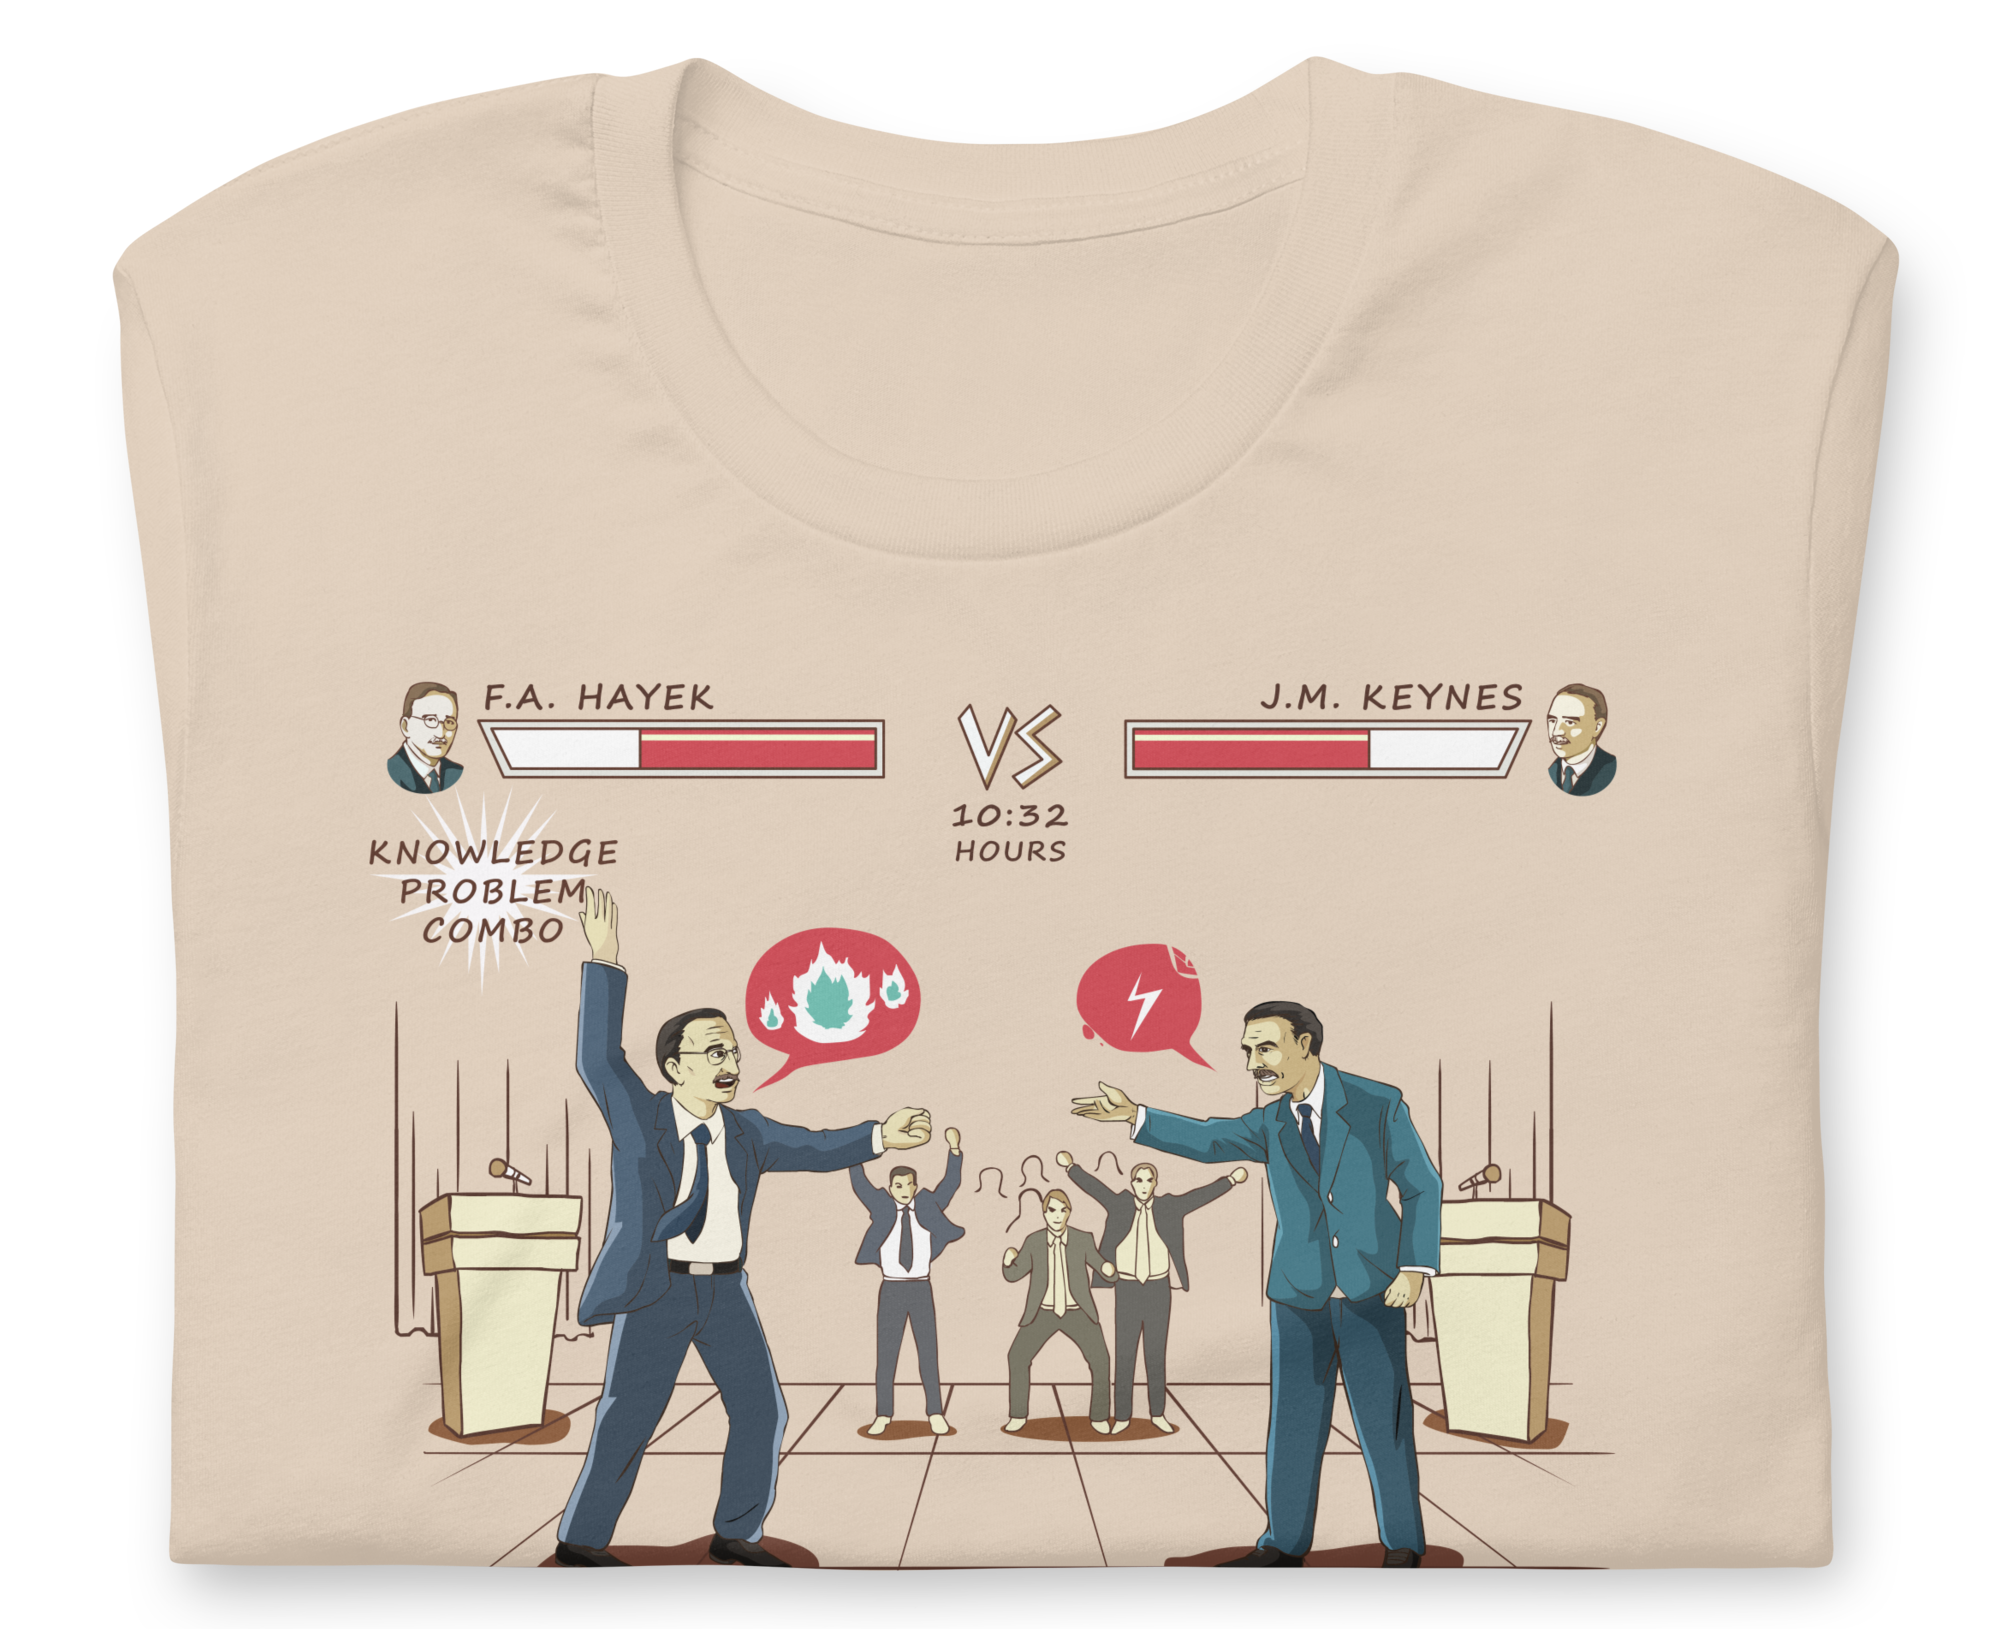 F.A. HAYEK
VS
J.M. KEYNES
10:32
HOURS
KNOWLEDGE
PROBLEM
COMBO